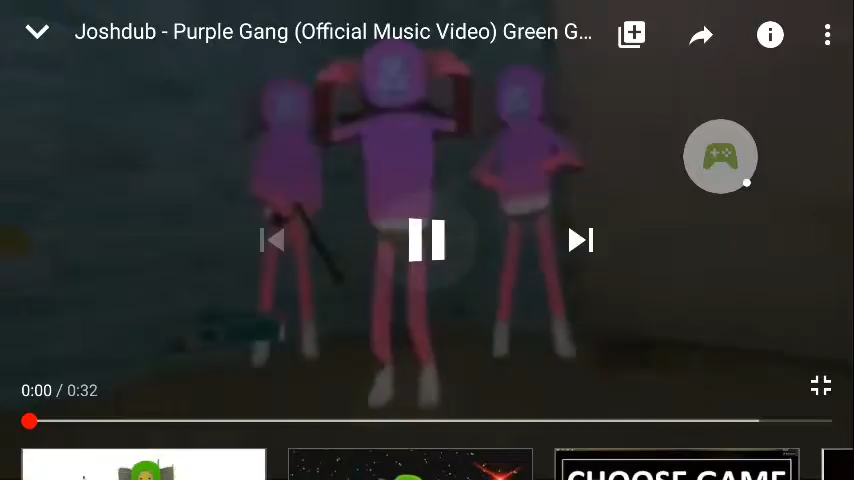 Joshdub - Purple Gang (Official Music Video) Green G...
0:00 / 0:32
CHOOSE GAME